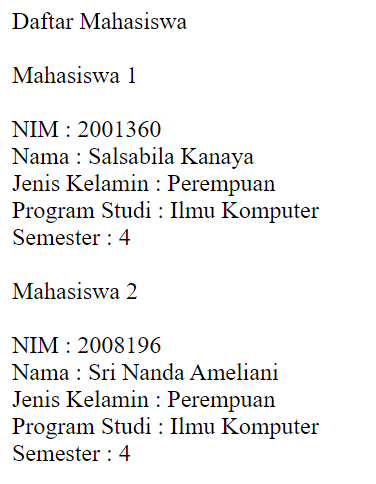 Daftar Mahasiswa
Mahasiswa 1
NIM : 2001360
Nama : Salsabila Kanaya
Jenis Kelamin : Perempuan
Program Studi : Ilmu Komputer
Semester : 4
Mahasiswa 2
NIM : 2008196
Nama : Sri Nanda Ameliani
Jenis Kelamin : Perempuan
Program Studi : Ilmu Komputer
Semester : 4